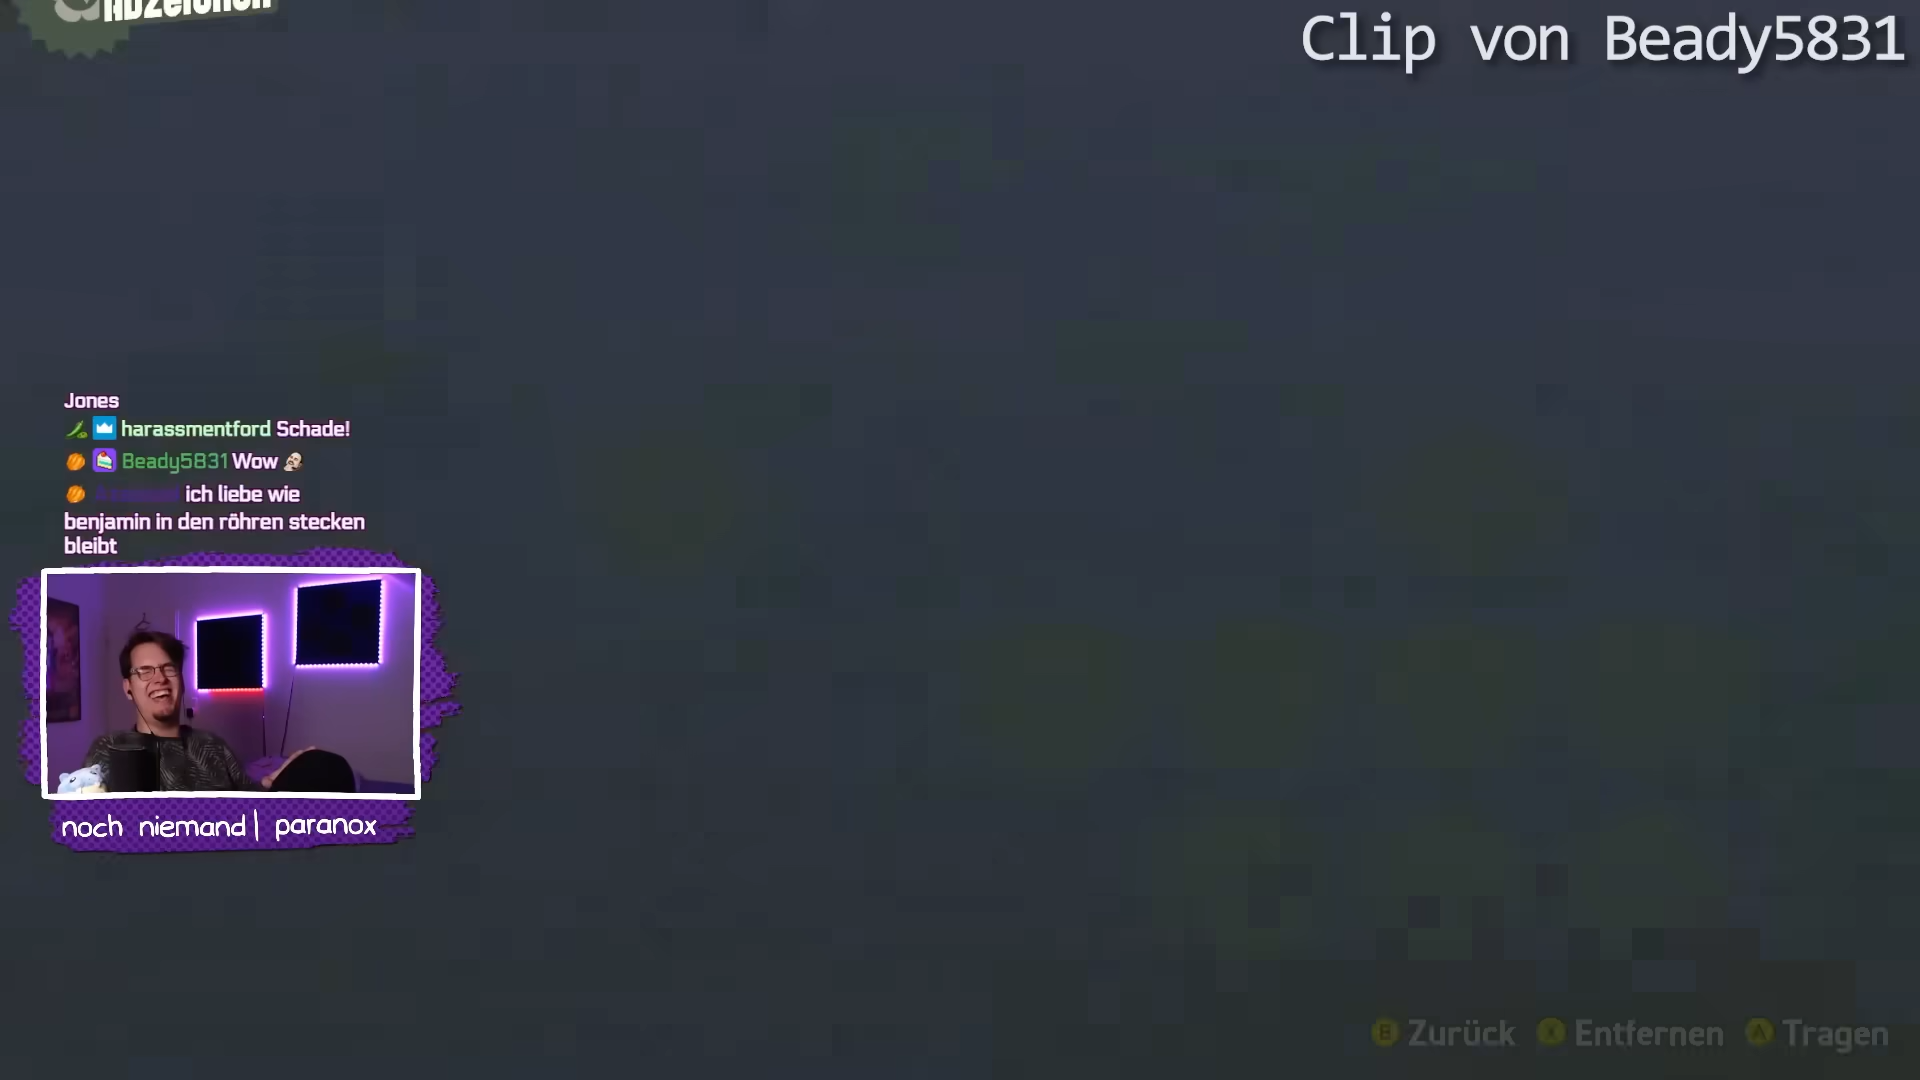 Abzeichen
Clip von Beady5831
Jones
harassmentford Schade!
Beady5831 Wow
ich liebe wie
benjamin in den röhren stecken
bleibt
noch niemand| paranox
B Zurück X Entfernen A Tragen